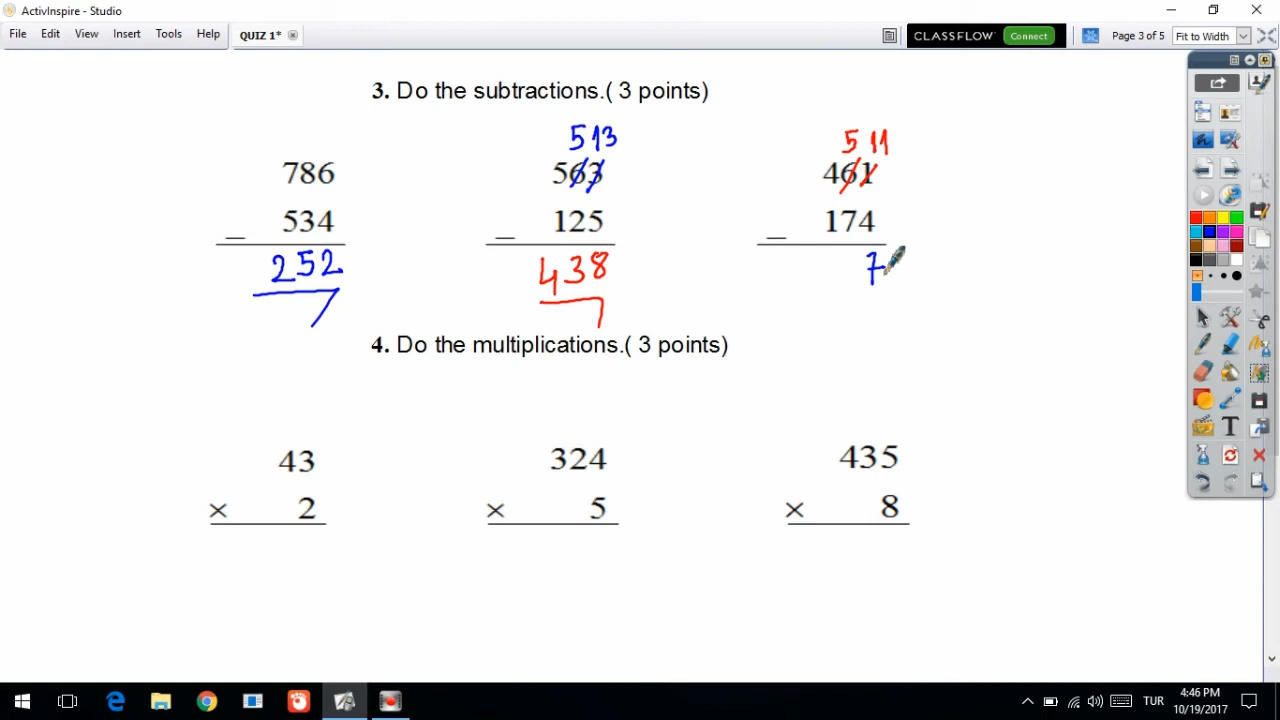 ActivInspire - Studio
File Edit View Insert Tools Help QUIZ 1* CLASSFLOW Connect Page 3 of 5 Fit to Width
3. Do the subtractions.( 3 points)
5 13 5 11
786 563 461
_ 534 _ 125 _ 174
252 438 7
4. Do the multiplications.( 3 points)
43 324 435
× 2 × 5 × 8
TUR 4:46 PM
10/19/2017